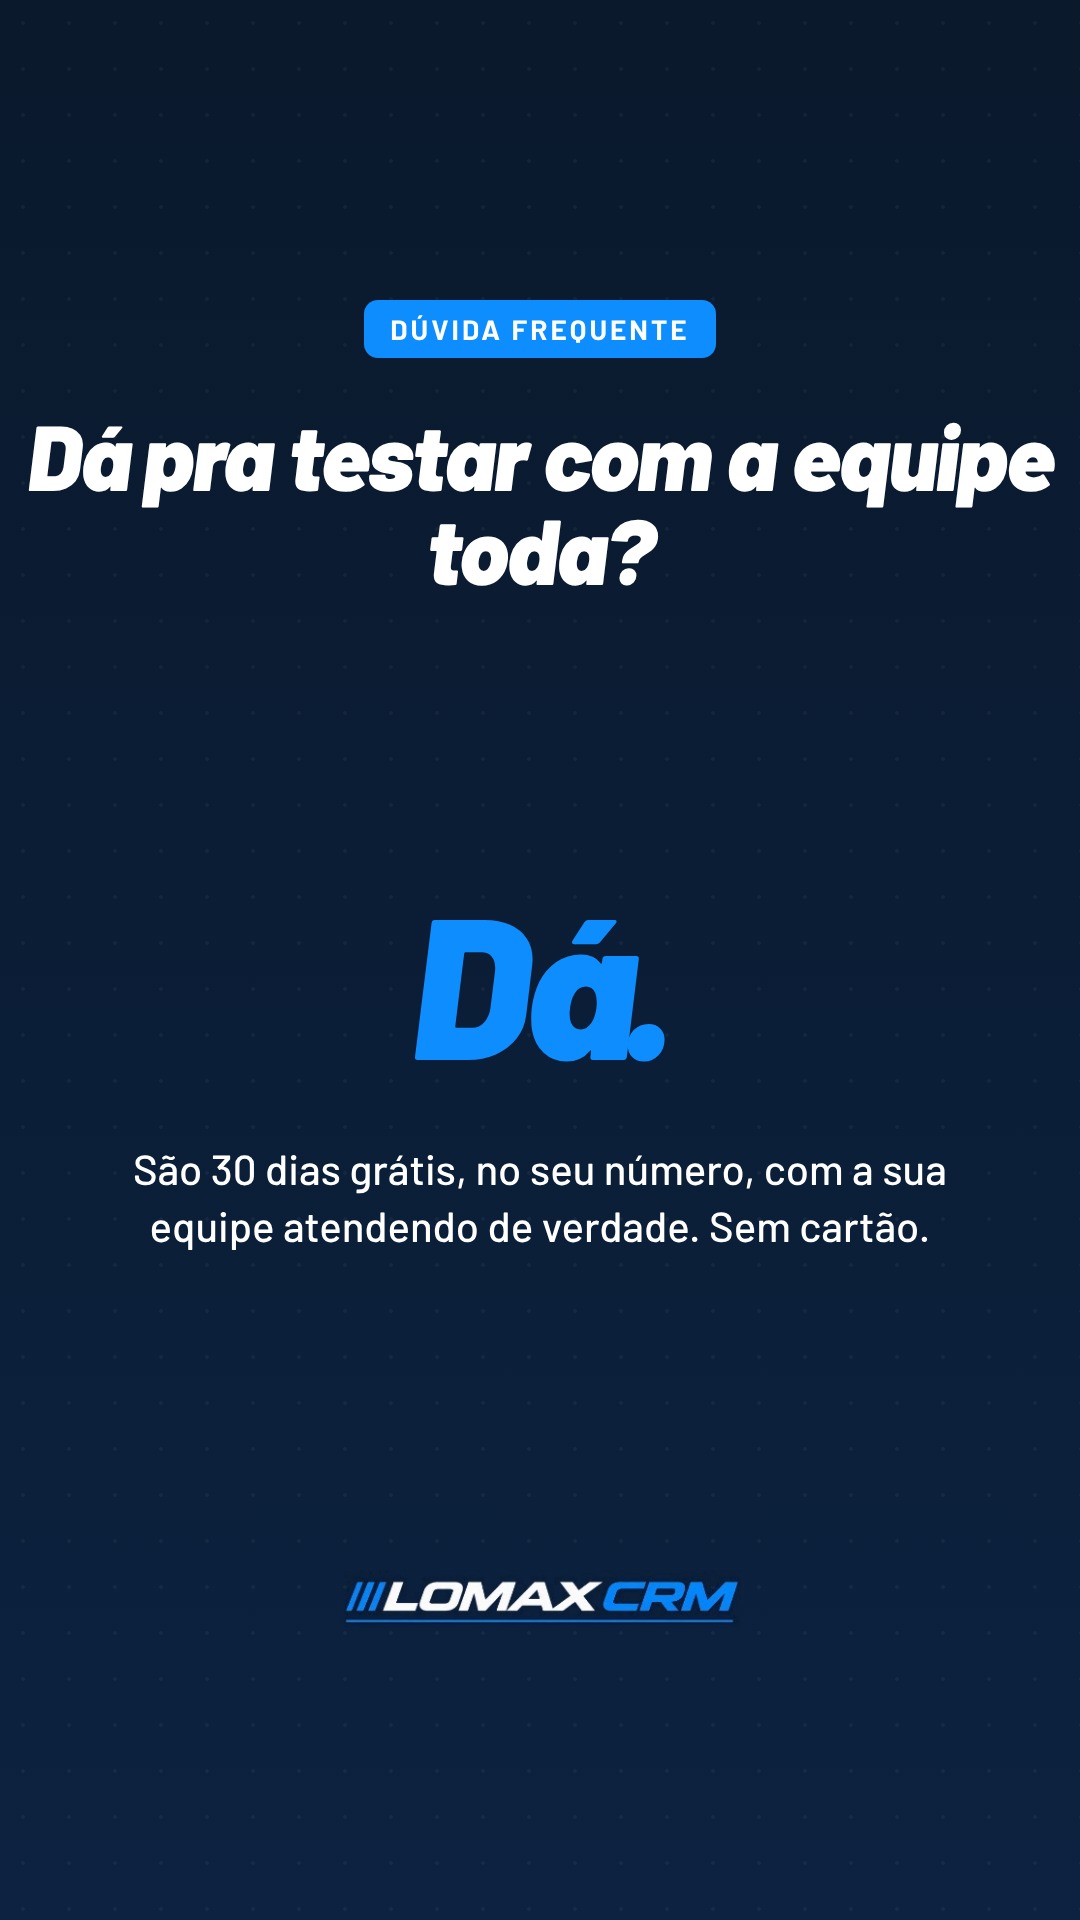 DÚVIDA FREQUENTE
Dá pra testar com a equipe
toda?
Dá.
São 30 dias grátis, no seu número, com a sua
equipe atendendo de verdade. Sem cartão.
LOMAX CRM